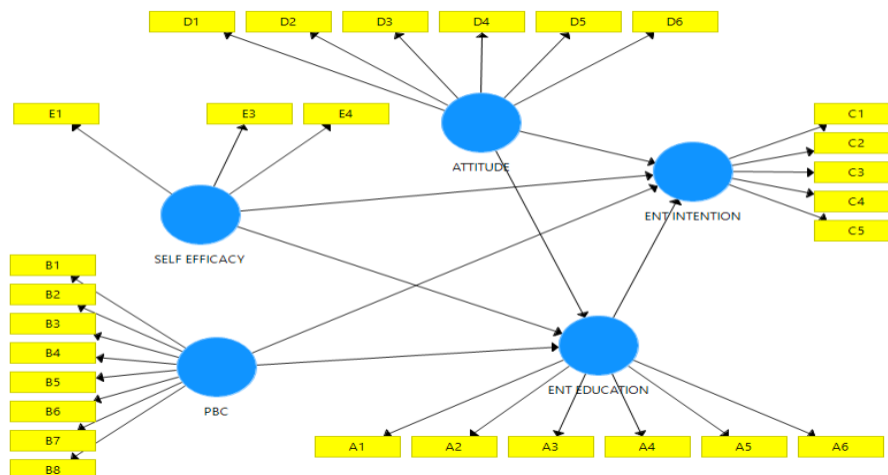 D1 D2 D3 D4 D5 D6
E1 E3 E4
ATTITUDE
C1
C2
C3
C4
C5
ENT INTENTION
SELF EFFICACY
B1
B2
B3
B4
B5
B6
B7
B8
PBC
ENT EDUCATION
A1 A2 A3 A4 A5 A6